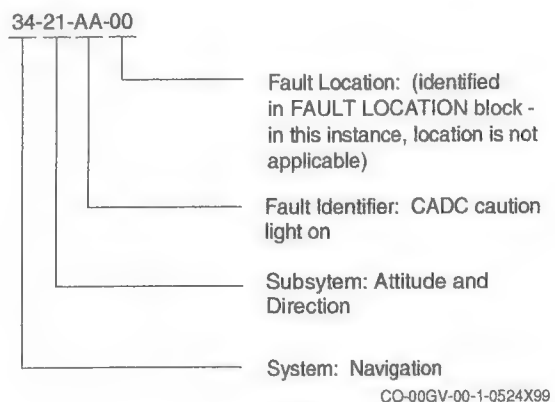 34-21-AA-00
Fault Location: (identified
in FAULT LOCATION block -
in this instance, location is not
applicable)
Fault Identifier: CADC caution
light on
Subsytem: Attitude and
Direction
System: Navigation
CO-00GV-00-1-0524X99